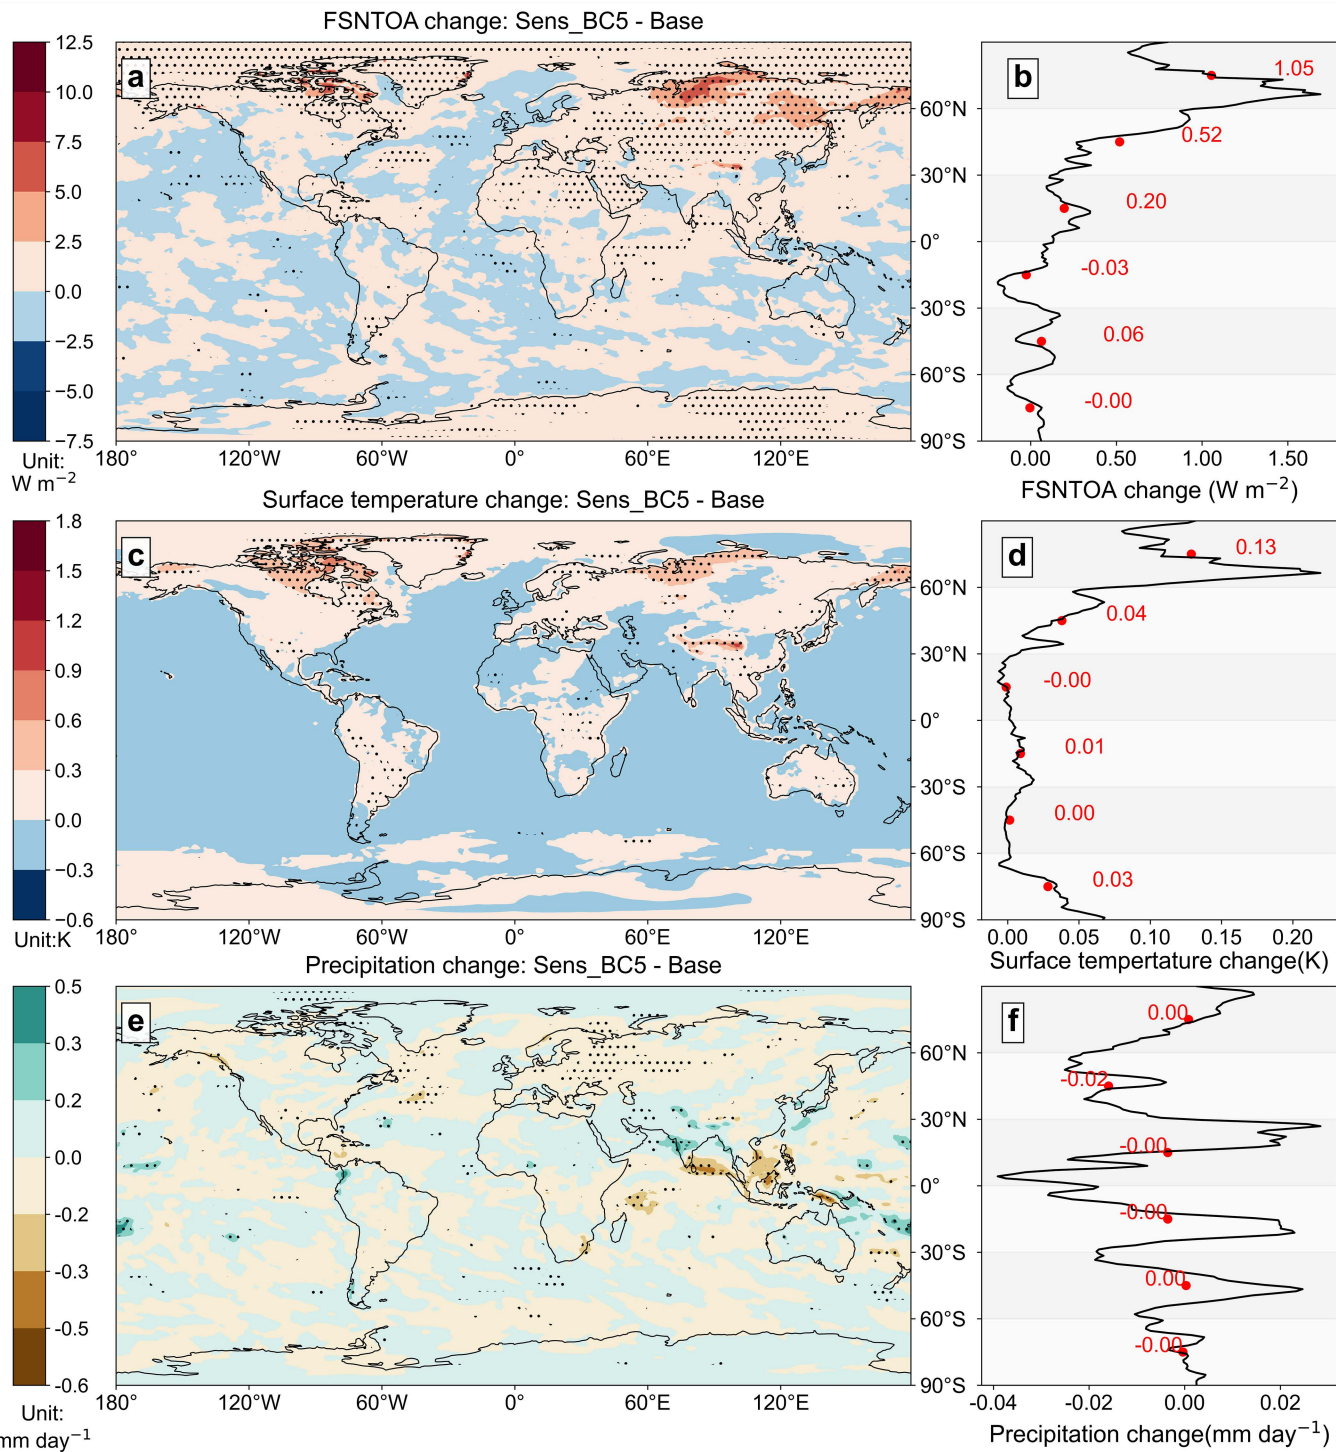 FSNTOA change: Sens_BC5 - Base
12.5
10.0
7.5
5.0
2.5
0.0
−2.5
−5.0
−7.5
Unit:
W m−2
a
60°N
30°N
0°
30°S
60°S
90°S
180° 120°W 60°W 0° 60°E 120°E
b
1.05
0.52
0.20
-0.03
0.06
-0.00
0.00 0.50 1.00 1.50
FSNTOA change (W m−2)
Surface temperature change: Sens_BC5 - Base
1.8
1.5
1.2
0.9
0.6
0.3
0.0
−0.3
−0.6
Unit:K
c
60°N
30°N
0°
30°S
60°S
90°S
120°W 60°W 0° 60°E 120°E
d
0.13
0.04
-0.00
0.01
0.00
0.03
0.00 0.05 0.10 0.15 0.20
Surface tempertature change(K)
Precipitation change: Sens_BC5 - Base
0.5
0.3
0.2
0.0
-0.2
-0.3
-0.5
-0.6
Unit:
mm day−1
e
60°N
30°N
0°
30°S
60°S
90°S
180° 120°W 60°W 0° 60°E 120°E
f
0.00
-0.02
-0.00
-0.00
0.00
-0.00
-0.04 -0.02 0.00 0.02
Precipitation change(mm day−1)